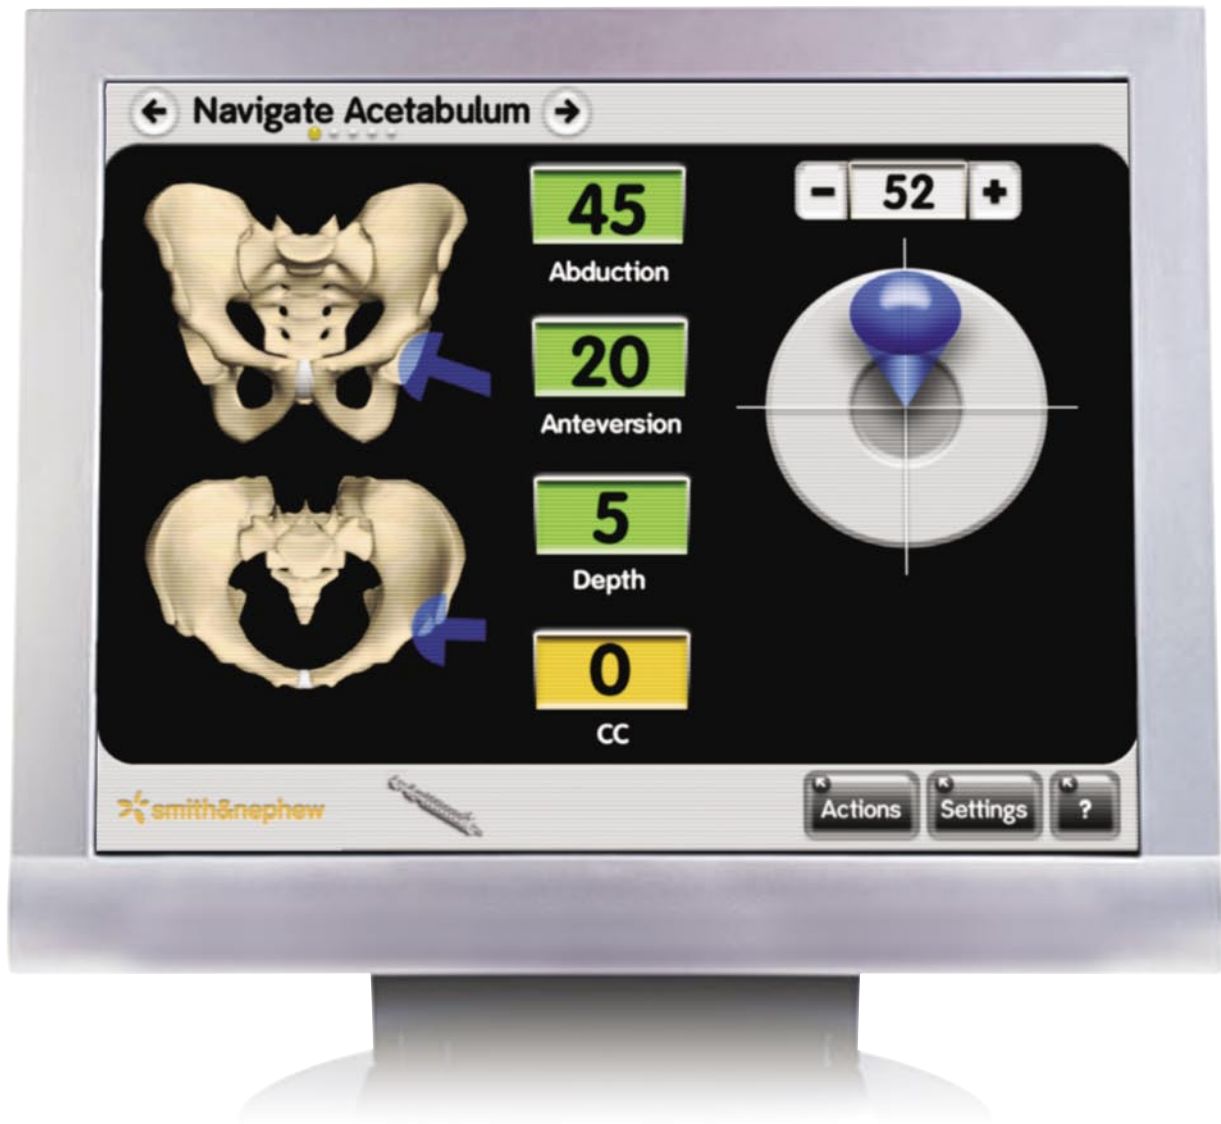 Navigate Acetabulum
45
Abduction
20
Anteversion
5
Depth
0
CC
- 52 +
smith&nephew
Actions
Settings
?